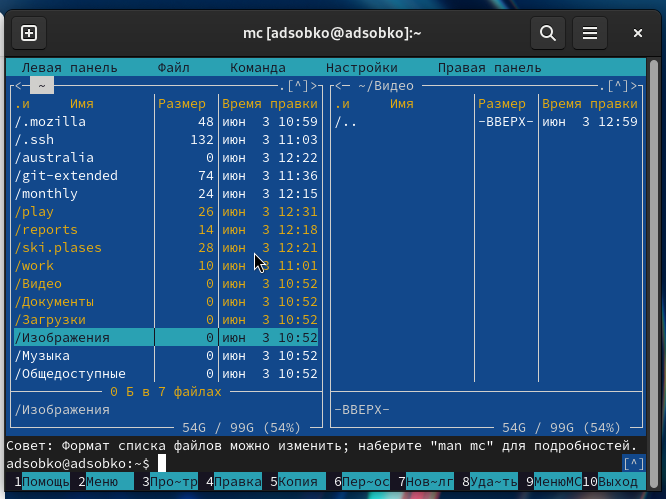 mc [adsobko@adsobko]:~
Левая панель Файл Команда Настройки Правая панель
<─ ~ .[^]>
.и Имя Размер Время правки
/.mozilla 48 июн 3 10:59
/.ssh 132 июн 3 11:03
/australia 0 июн 3 12:22
/git-extended 74 июн 3 11:36
/monthly 24 июн 3 12:15
/play 26 июн 3 12:31
/reports 14 июн 3 12:18
/ski.plases 28 июн 3 12:21
/work 10 июн 3 11:01
/Видео 0 июн 3 10:52
/Документы 0 июн 3 10:52
/Загрузки 0 июн 3 10:52
/Изображения 0 июн 3 10:52
/Музыка 0 июн 3 10:52
/Общедоступные 0 июн 3 10:52
0 Б в 7 файлах
/Изображения
54G / 99G (54%)
<─ ~/Видео .[^]>
.и Имя Размер Время правки
/.. -ВВЕРХ- июн 3 12:59
-ВВЕРХ-
54G / 99G (54%)
Совет: Формат списка файлов можно изменить; наберите "man mc" для подробностей.
adsobko@adsobko:~$ [^]
1Помощь 2Меню 3Про~тр 4Правка 5Копия 6Пер~ос 7Нов~лг 8Уда~ть 9МенюMC 10Выход